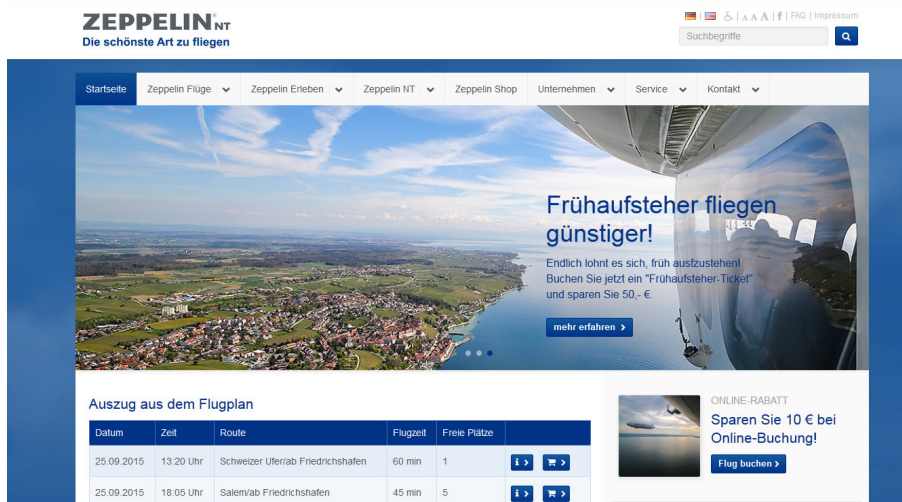 ZEPPELIN NT
Die schönste Art zu fliegen
A A A | f | FAQ | Impressum
Suchbegriffe
Startseite Zeppelin Flüge Zeppelin Erleben Zeppelin NT Zeppelin Shop Unternehmen Service Kontakt
Frühaufsteher fliegen
günstiger!
Endlich lohnt es sich, früh ausfzustehen!
Buchen Sie jetzt ein "Frühaufsteher-Ticket"
und sparen Sie 50,- €.
mehr erfahren >
Auszug aus dem Flugplan
Datum Zeit Route Flugzeit Freie Plätze
25.09.2015 13:20 Uhr Schweizer Ufer/ab Friedrichshafen 60 min 1
25.09.2015 18:05 Uhr Salem/ab Friedrichshafen 45 min 5
ONLINE-RABATT
Sparen Sie 10 € bei
Online-Buchung!
Flug buchen >